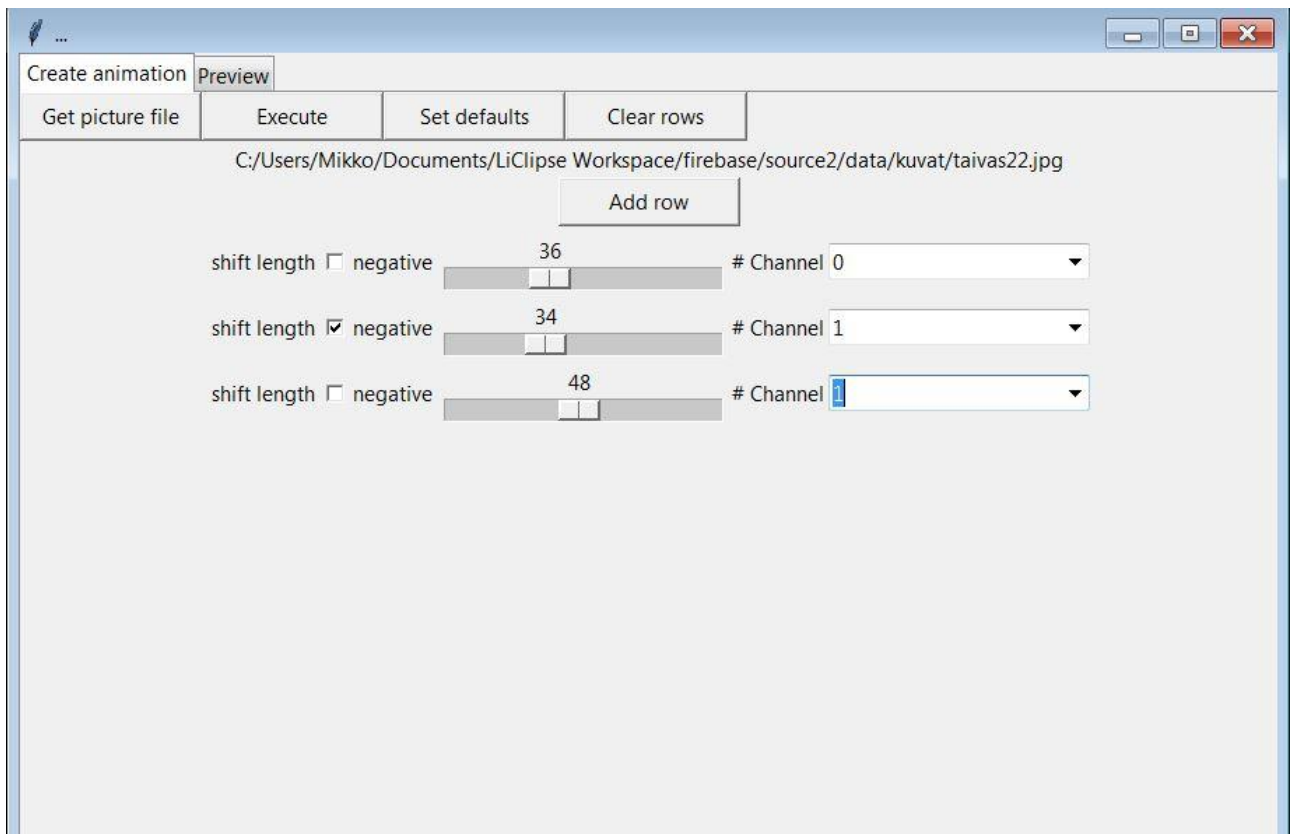 ...
Create animation Preview
Get picture file Execute Set defaults Clear rows
C:/Users/Mikko/Documents/LiClipse Workspace/firebase/source2/data/kuvat/taivas22.jpg
Add row
36
shift length negative # Channel 0
34
shift length negative # Channel 1
48
shift length negative # Channel 1